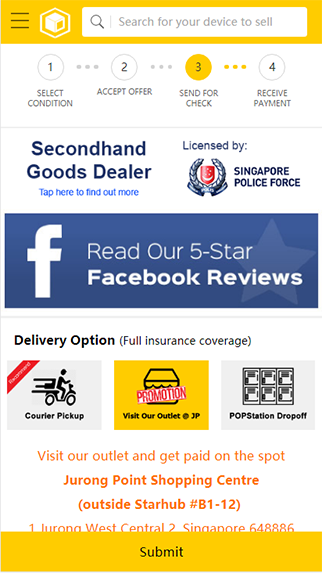 Search for your device to sell
1
2
3
4
SELECT
CONDITION
ACCEPT OFFER
SEND FOR
CHECK
RECEIVE
PAYMENT
Secondhand
Goods Dealer
Tap here to find out more
Licensed by:
SINGAPORE
POLICE FORCE
f
Read Our 5-Star
Facebook Reviews
Delivery Option (Full insurance coverage)
Recommend
Courier Pickup
PROMOTION
Visit Our Outlet @ JP
POPStation Dropoff
Visit our outlet and get paid on the spot
Jurong Point Shopping Centre
(outside Starhub #B1-12)
1 Jurong West Central 2, Singapore 648886
Submit